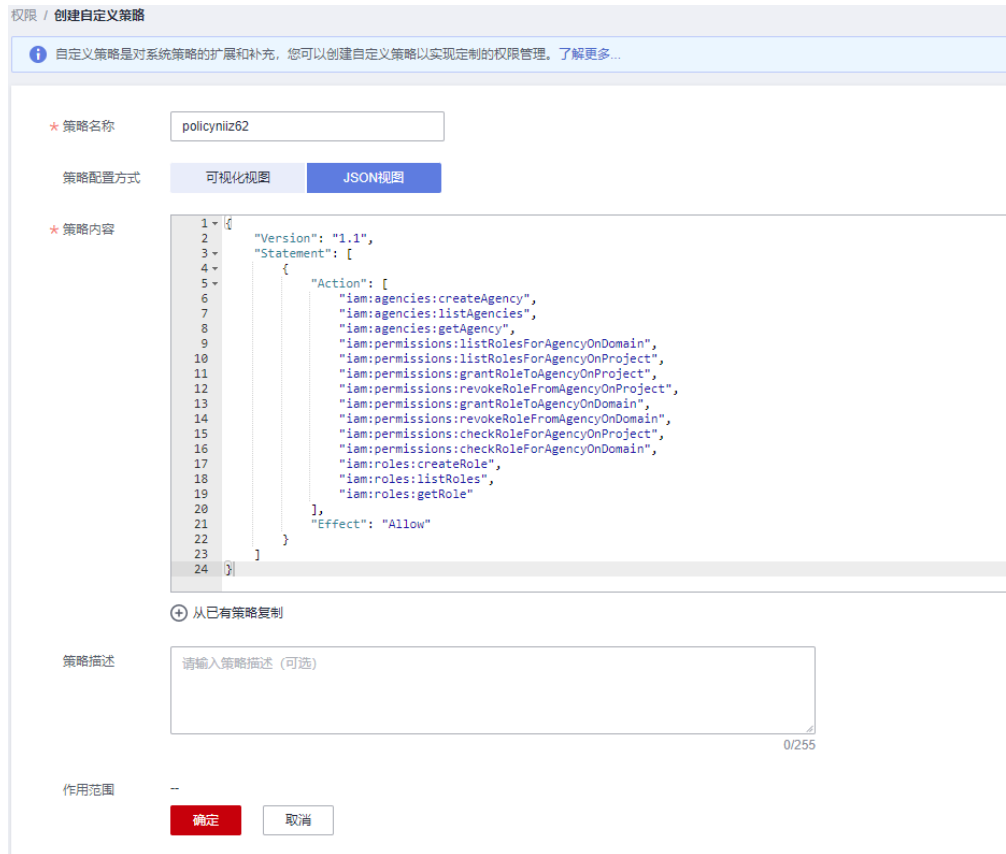 权限 / 创建自定义策略
自定义策略是对系统策略的扩展和补充，您可以创建自定义策略以实现定制的权限管理。了解更多...
* 策略名称 policyniiz62
策略配置方式 可视化视图 JSON视图
* 策略内容
1 {
2 "Version": "1.1",
3 "Statement": [
4 {
5 "Action": [
6 "iam:agencies:createAgency",
7 "iam:agencies:listAgencies",
8 "iam:agencies:getAgency",
9 "iam:permissions:listRolesForAgencyOnDomain",
10 "iam:permissions:listRolesForAgencyOnProject",
11 "iam:permissions:grantRoleToAgencyOnProject",
12 "iam:permissions:revokeRoleFromAgencyOnProject",
13 "iam:permissions:grantRoleToAgencyOnDomain",
14 "iam:permissions:revokeRoleFromAgencyOnDomain",
15 "iam:permissions:checkRoleForAgencyOnProject",
16 "iam:permissions:checkRoleForAgencyOnDomain",
17 "iam:roles:createRole",
18 "iam:roles:listRoles",
19 "iam:roles:getRole"
20 ],
21 "Effect": "Allow"
22 }
23 ]
24 }
从已有策略复制
策略描述 请输入策略描述（可选）
0/255
作用范围 --
确定 取消